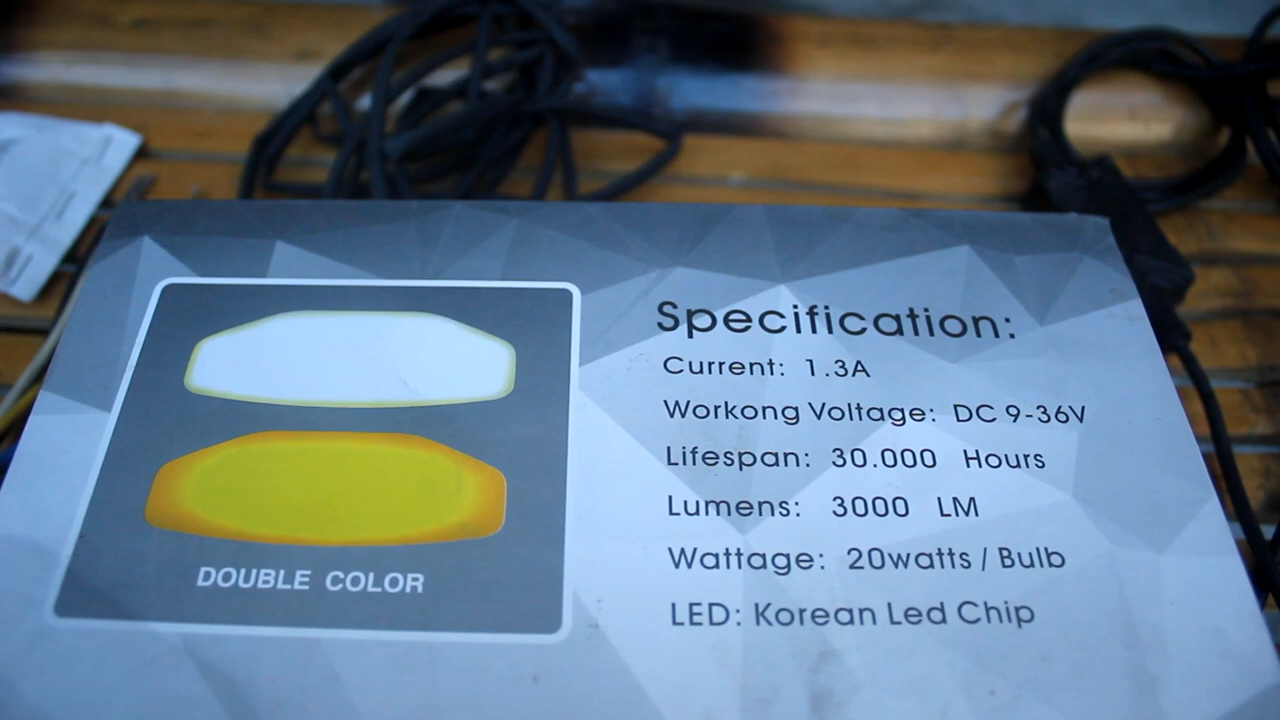 DOUBLE COLOR
Specification:
Current: 1.3A
Workong Voltage: DC 9-36V
Lifespan: 30.000 Hours
Lumens: 3000 LM
Wattage: 20watts / Bulb
LED: Korean Led Chip